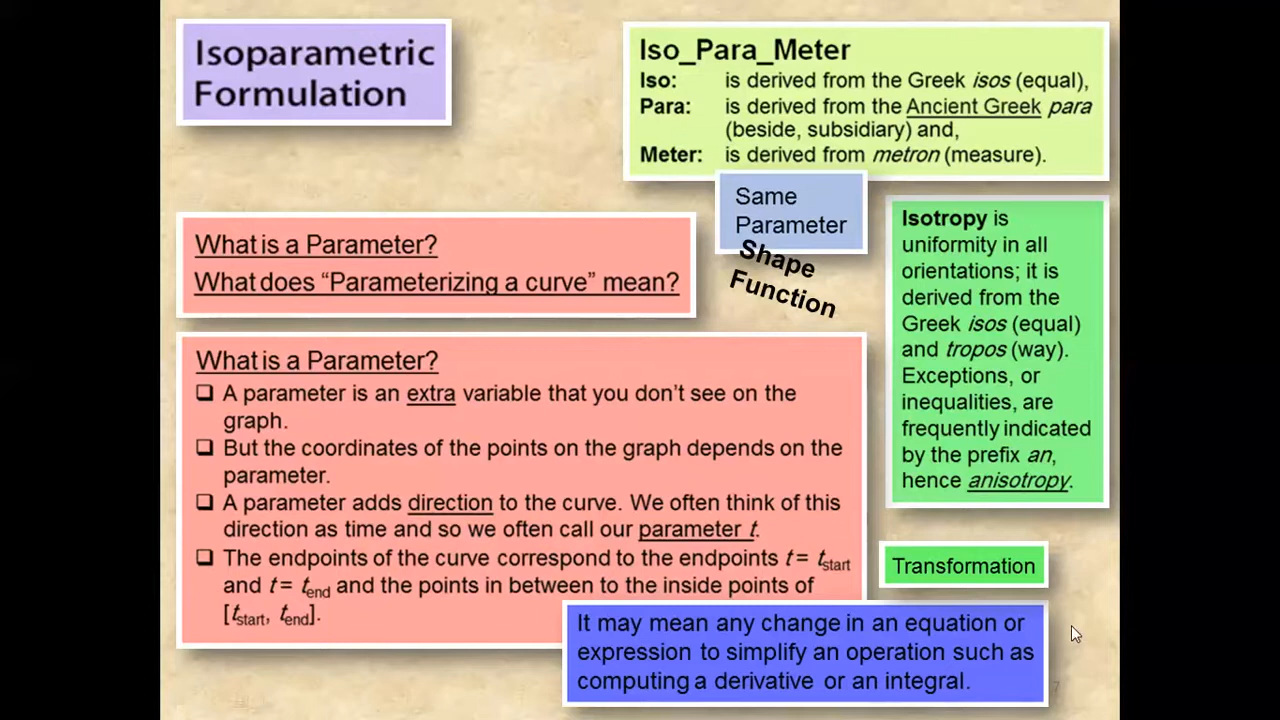 Isoparametric
Formulation
Iso_Para_Meter
Iso: is derived from the Greek isos (equal),
Para: is derived from the Ancient Greek para
(beside, subsidiary) and,
Meter: is derived from metron (measure).
Same
Parameter
Shape
Function
What is a Parameter?
What does “Parameterizing a curve” mean?
Isotropy is
uniformity in all
orientations; it is
derived from the
Greek isos (equal)
and tropos (way).
Exceptions, or
inequalities, are
frequently indicated
by the prefix an,
hence anisotropy.
What is a Parameter?
❑ A parameter is an extra variable that you don’t see on the
graph.
❑ But the coordinates of the points on the graph depends on the
parameter.
❑ A parameter adds direction to the curve. We often think of this
direction as time and so we often call our parameter t.
❑ The endpoints of the curve correspond to the endpoints t = tstart
and t = tend and the points in between to the inside points of
[tstart, tend].
Transformation
It may mean any change in an equation or
expression to simplify an operation such as
computing a derivative or an integral.
7